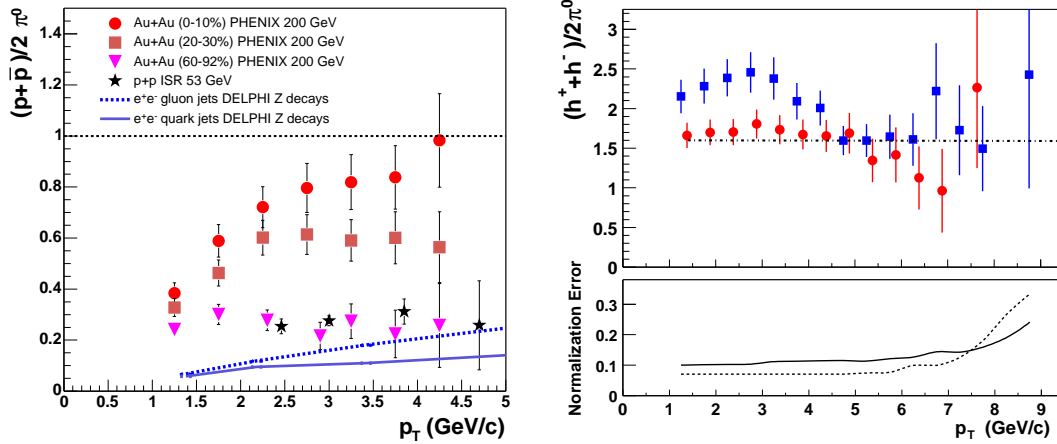 (p+p̄)/2 π⁰
1.4
1.2
1
0.8
0.6
0.4
0.2
0
Au+Au (0-10%) PHENIX 200 GeV
Au+Au (20-30%) PHENIX 200 GeV
Au+Au (60-92%) PHENIX 200 GeV
p+p ISR 53 GeV
e⁺e⁻ gluon jets DELPHI Z decays
e⁺e⁻ quark jets DELPHI Z decays
0 0.5 1 1.5 2 2.5 3 3.5 4 4.5 5
p_T (GeV/c)
(h⁺+h⁻)/2π⁰
2.5
2
1.5
1
0.5
0
Normalization Error
0.3
0.2
0.1
0 1 2 3 4 5 6 7 8 9
p_T (GeV/c)